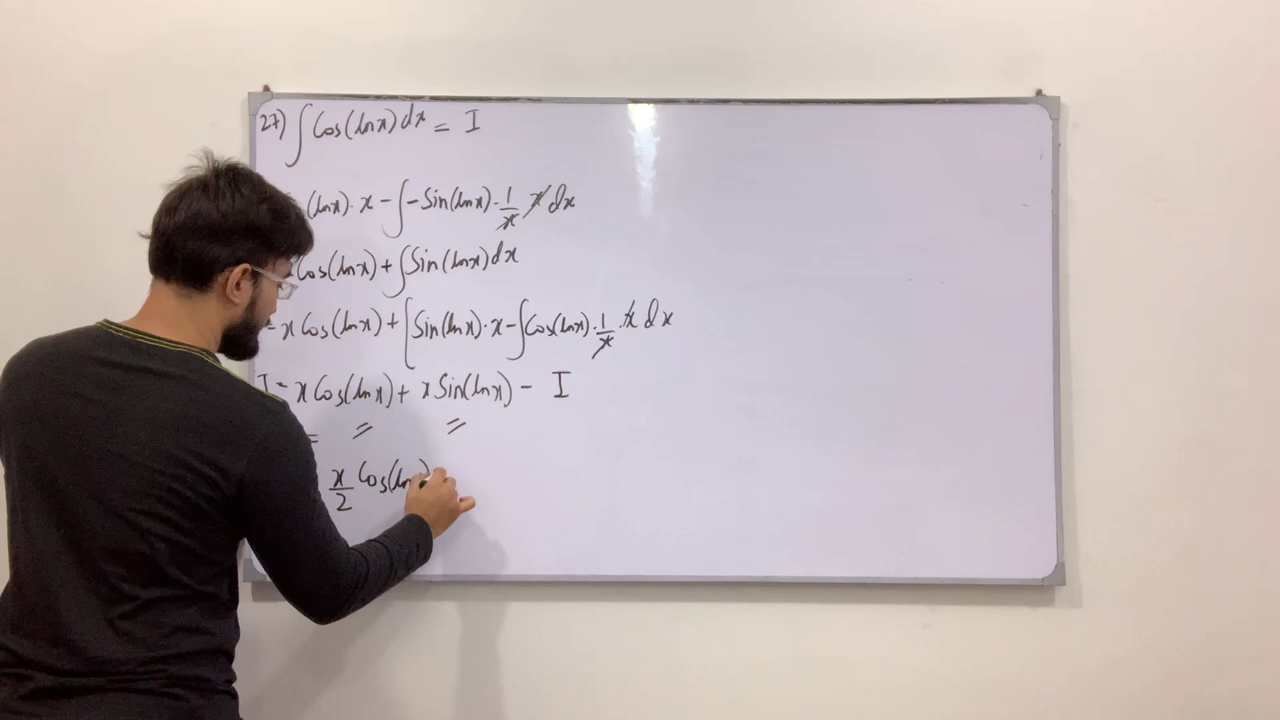 27) ∫ Cos(lnx) dx = I
(lnx) · x - ∫ -Sin(lnx) · 1/x x dx
Cos(lnx) + ∫ Sin(lnx) dx
= x Cos(lnx) + [ Sin(lnx) · x - ∫ Cos(lnx) · 1/x · x dx
I = x Cos(lnx) + x Sin(lnx) - I
x/2 Cos(ln